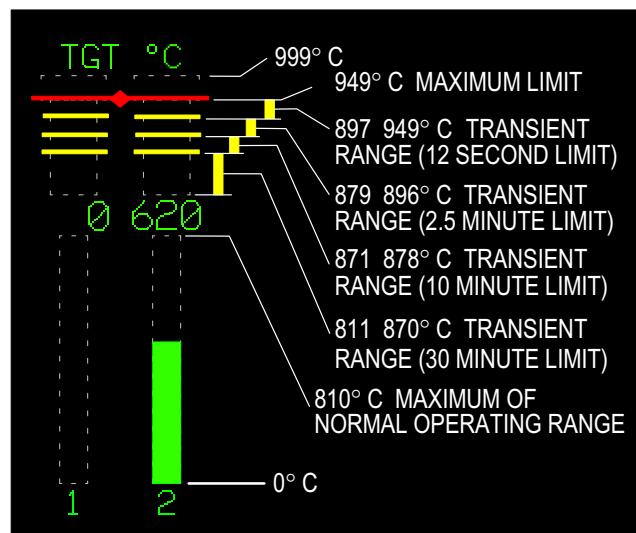 TGT °C
999° C
949° C MAXIMUM LIMIT
897 949° C TRANSIENT
RANGE (12 SECOND LIMIT)
879 896° C TRANSIENT
RANGE (2.5 MINUTE LIMIT)
871 878° C TRANSIENT
RANGE (10 MINUTE LIMIT)
811 870° C TRANSIENT
RANGE (30 MINUTE LIMIT)
810° C MAXIMUM OF
NORMAL OPERATING RANGE
0° C
0 620
1 2